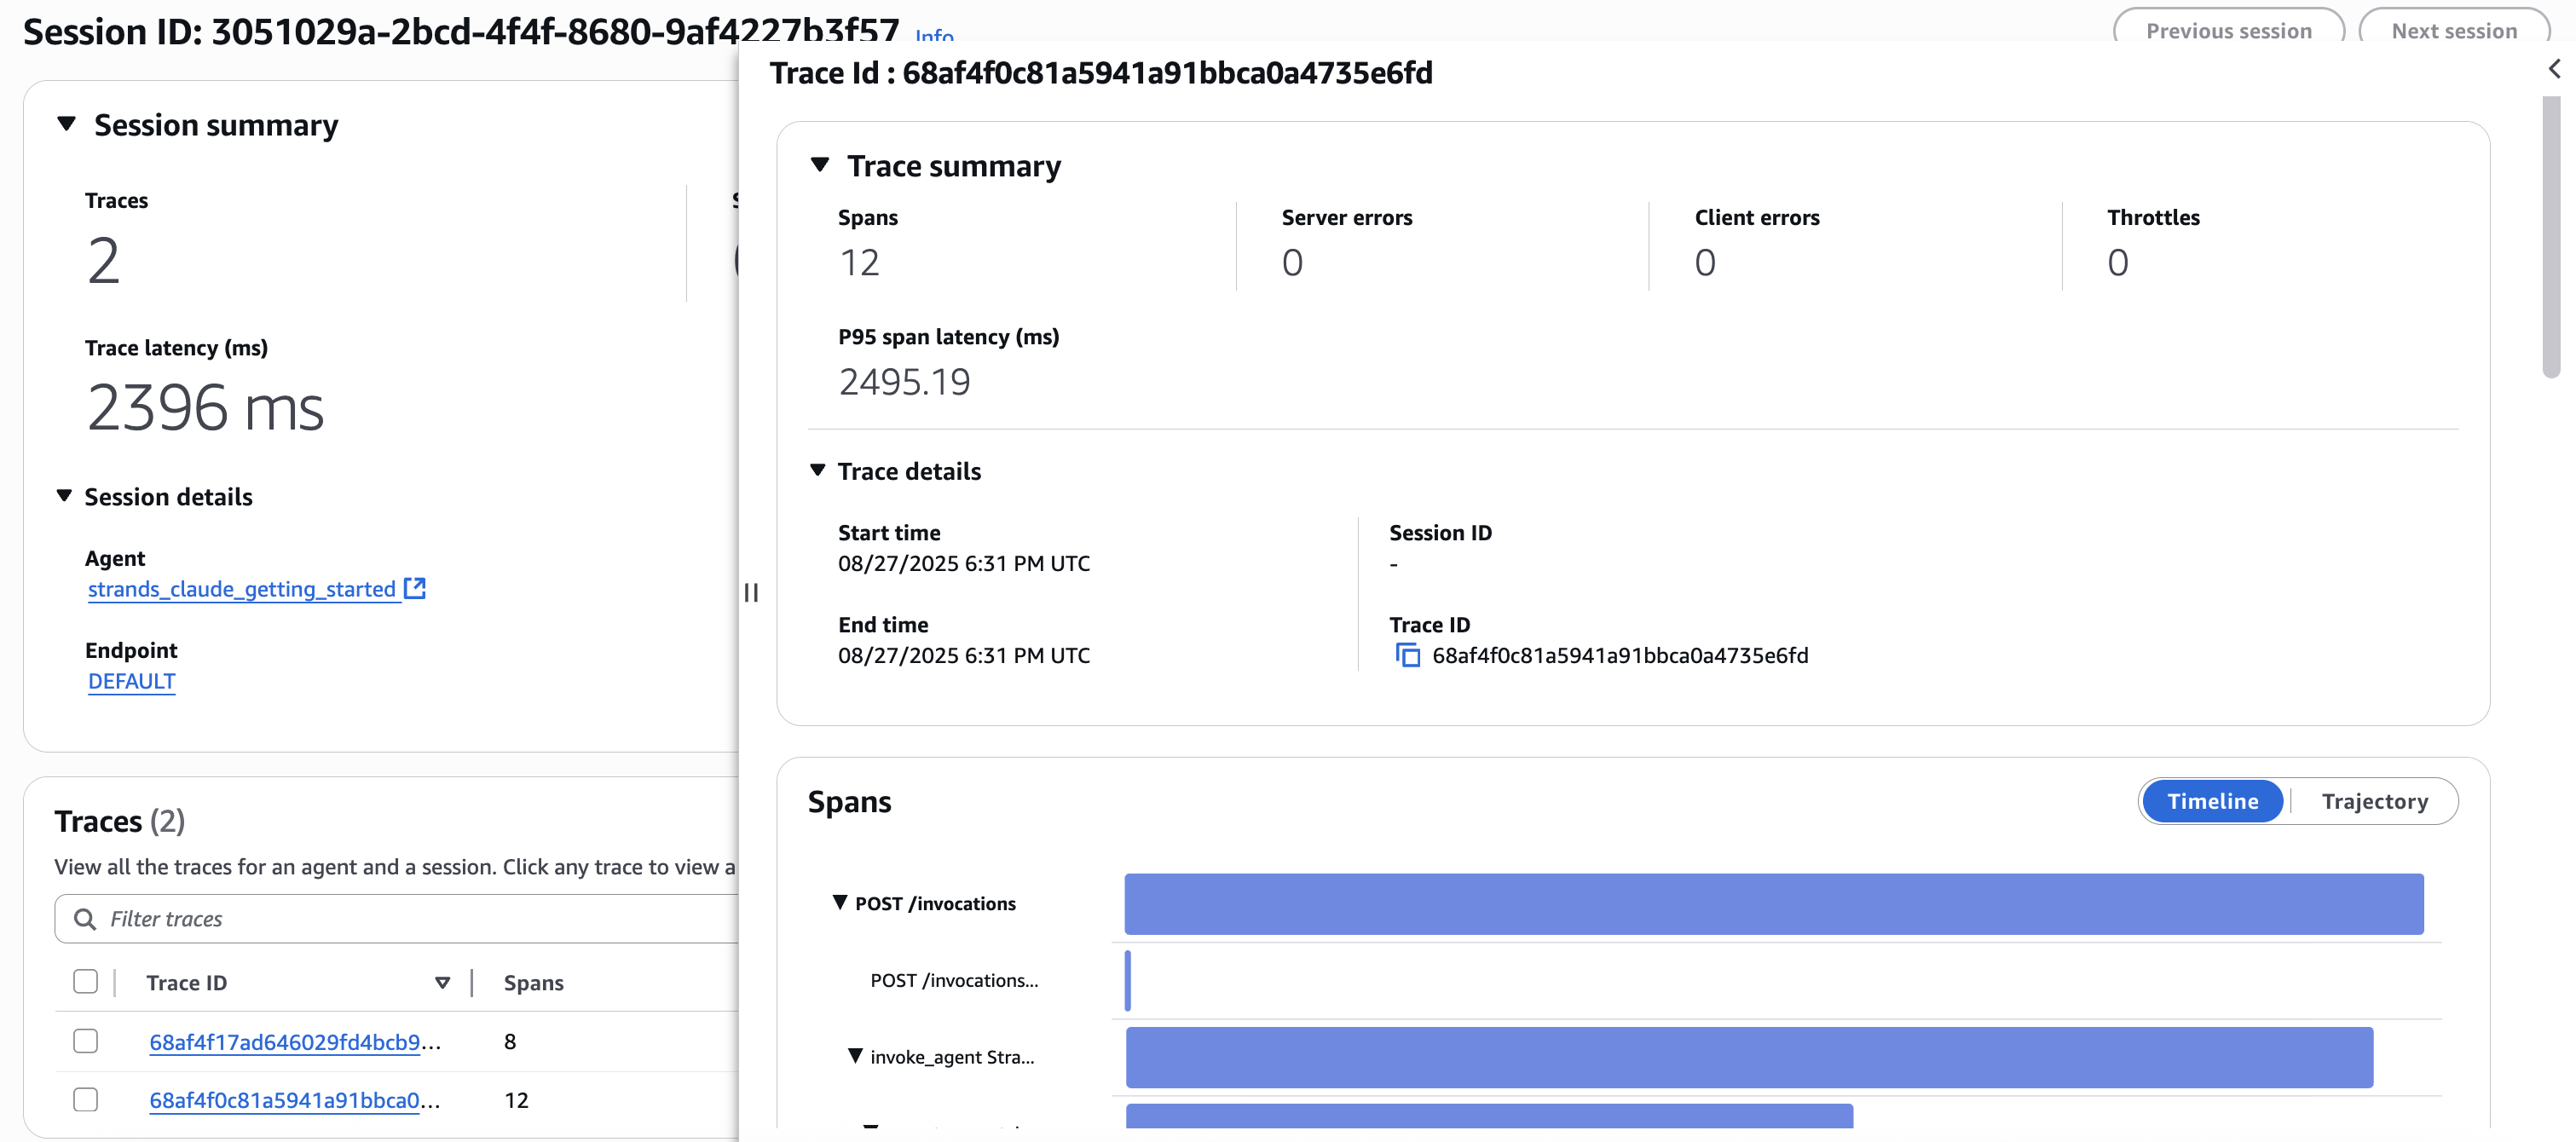 Session ID: 3051029a-2bcd-4f4f-8680-9af4227b3f57 Info
Previous session
Next session
Session summary
Traces
2
Trace latency (ms)
2396 ms
Session details
Agent
strands_claude_getting_started
Endpoint
DEFAULT
Traces (2)
View all the traces for an agent and a session. Click any trace to view a
Filter traces
Trace ID Spans
68af4f17ad646029fd4bcb9... 8
68af4f0c81a5941a91bbca0... 12
Trace Id : 68af4f0c81a5941a91bbca0a4735e6fd
Trace summary
Spans Server errors Client errors Throttles
12 0 0 0
P95 span latency (ms)
2495.19
Trace details
Start time Session ID
08/27/2025 6:31 PM UTC -
End time Trace ID
08/27/2025 6:31 PM UTC 68af4f0c81a5941a91bbca0a4735e6fd
Spans
Timeline Trajectory
POST /invocations
POST /invocations...
invoke_agent Stra...